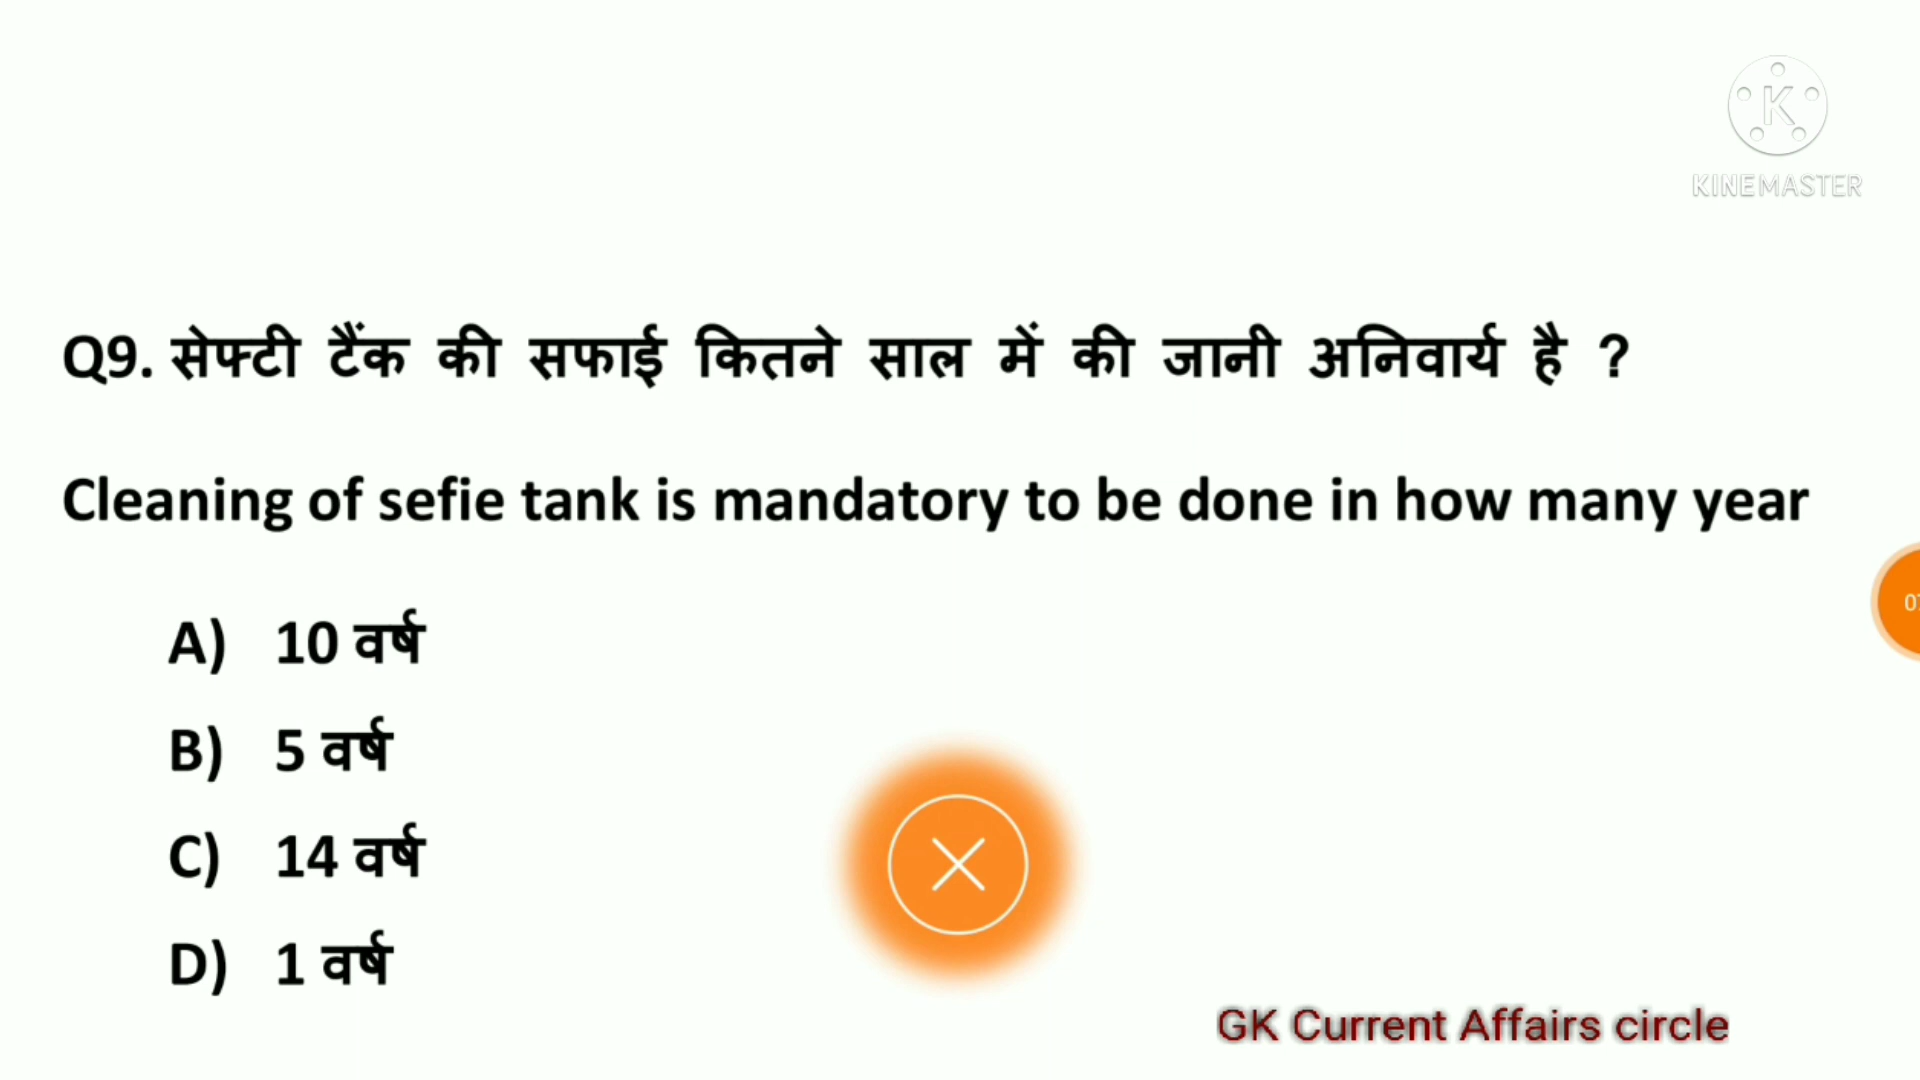 K
KINEMASTER
Q9. सेफ्टी टैंक की सफाई कितने साल में की जानी अनिवार्य है ?
Cleaning of sefie tank is mandatory to be done in how many year
A) 10 वर्ष
B) 5 वर्ष
C) 14 वर्ष
D) 1 वर्ष
GK Current Affairs circle